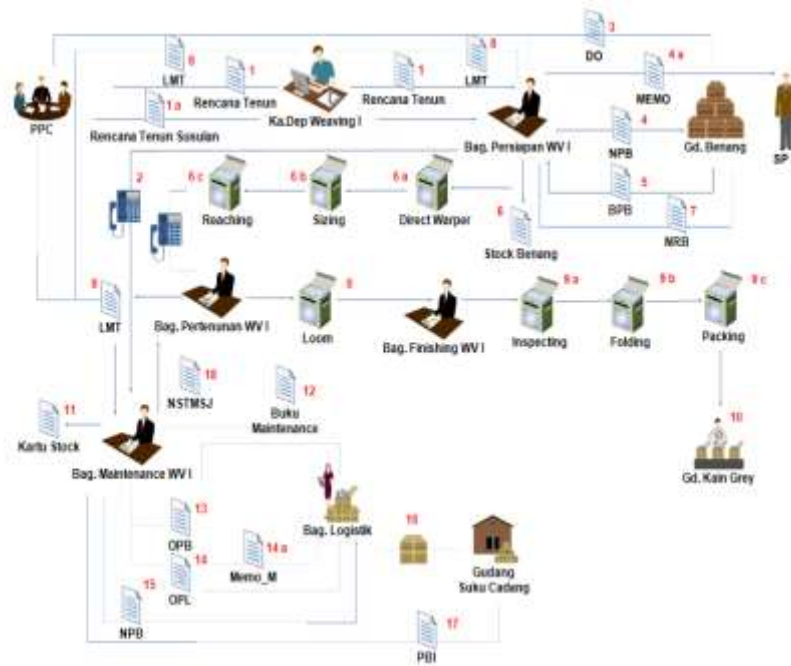 3
8
8
DO
4 a
LMT
1
1
LMT
MEMO
Rencana Tenun
Rencana Tenun
1 a
PPC
Ka.Dep Weaving I
4
Rencana Tenun Susulan
Bag. Persiapan WV I
NPB
Gd. Benang
SP
2
6 c
6 b
6 a
5
Reaching
Sizing
Direct Warper
6
BPB
7
Stock Benang
NRB
8
9
9 a
9 b
9 c
LMT
Bag. Pertenunan WV I
Loom
Bag. Finishing WV I
Inspecting
Folding
Packing
10
12
NSTMSJ
Buku
Maintenance
11
10
Kartu Stock
Bag. Maintenance WV I
Gd. Kain Grey
13
OPB
Bag. Logistik
16
14
14 a
OPL
Memo_M
Gudang
Suku Cadang
15
NPB
17
PBI